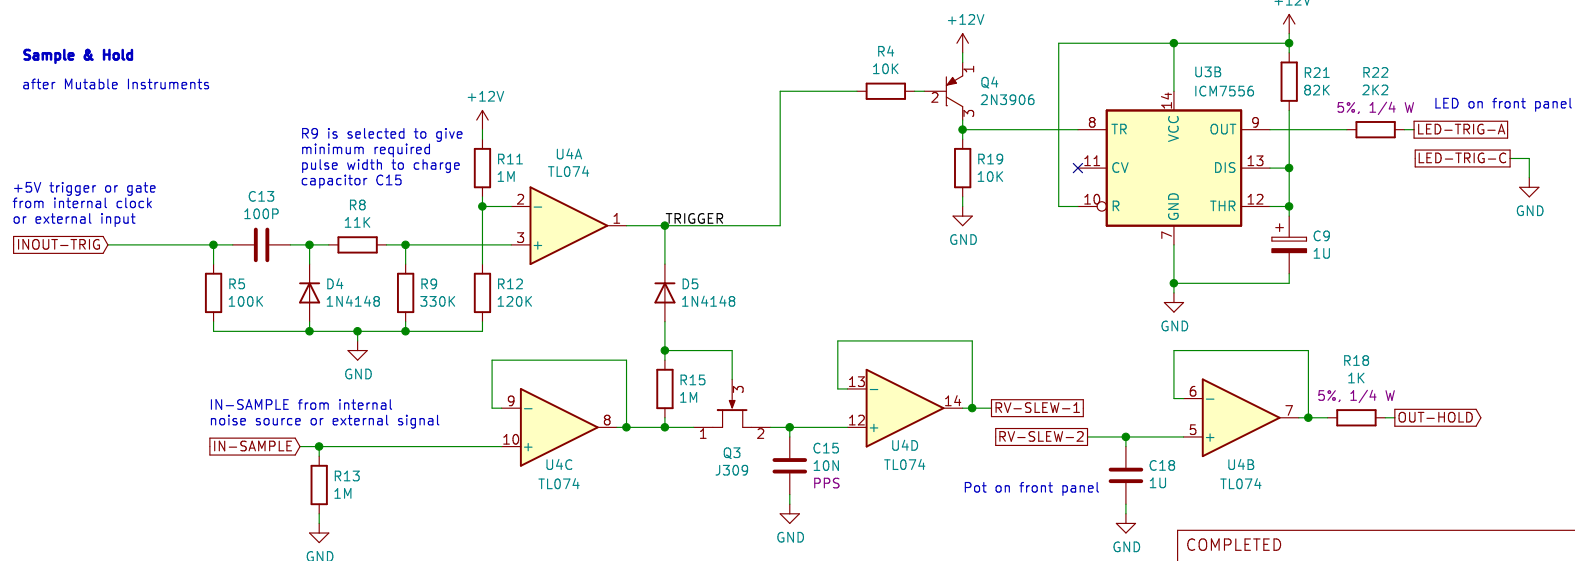 Sample & Hold
after Mutable Instruments
+5V trigger or gate
from internal clock
or external input
INOUT-TRIG
R5
100K
C13
100P
D4
1N4148
R8
11K
R9 is selected to give
minimum required
pulse width to charge
capacitor C15
R9
330K
GND
+12V
R11
1M
R12
120K
U4A
TL074
2
3
1
TRIGGER
D5
1N4148
R4
10K
+12V
Q4
2N3906
1
2
3
R19
10K
GND
U3B
ICM7556
8
TR
11
CV
10
R
14
VCC
GND
7
OUT
9
DIS
13
THR
12
GND
+12V
R21
82K
C9
1U
+
R22
2K2
5%, 1/4 W
LED on front panel
LED-TRIG-A
LED-TRIG-C
GND
IN-SAMPLE from internal
noise source or external signal
IN-SAMPLE
R13
1M
GND
9
10
8
U4C
TL074
R15
1M
3
1
2
Q3
J309
C15
10N
PPS
GND
13
12
14
U4D
TL074
RV-SLEW-1
RV-SLEW-2
Pot on front panel
C18
1U
GND
6
5
7
U4B
TL074
R18
1K
5%, 1/4 W
OUT-HOLD
COMPLETED